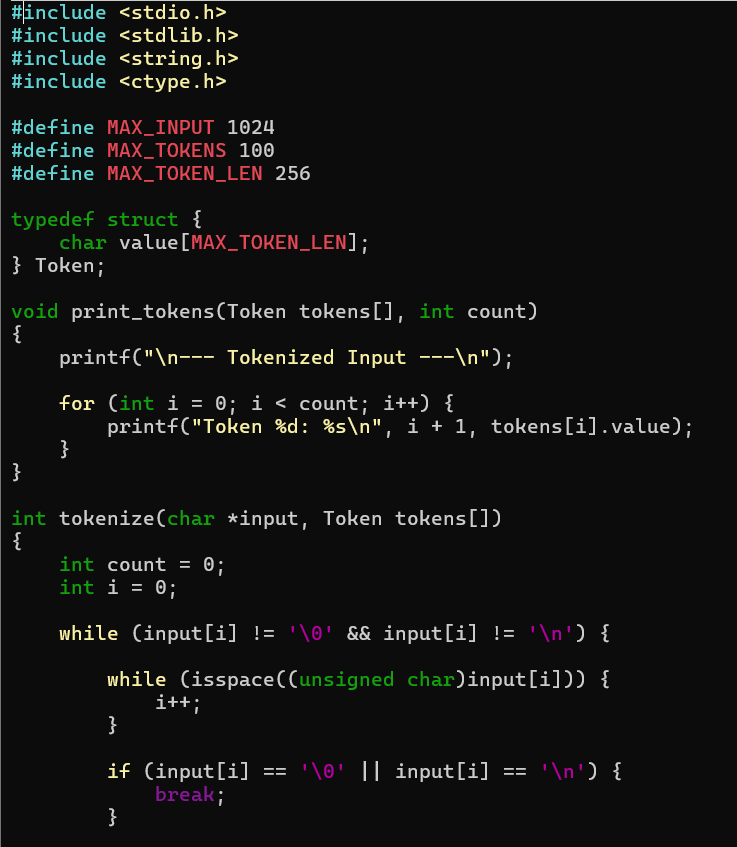 #include <stdio.h>
#include <stdlib.h>
#include <string.h>
#include <ctype.h>

#define MAX_INPUT 1024
#define MAX_TOKENS 100
#define MAX_TOKEN_LEN 256

typedef struct {
    char value[MAX_TOKEN_LEN];
} Token;

void print_tokens(Token tokens[], int count)
{
    printf("\n--- Tokenized Input ---\n");

    for (int i = 0; i < count; i++) {
        printf("Token %d: %s\n", i + 1, tokens[i].value);
    }
}

int tokenize(char *input, Token tokens[])
{
    int count = 0;
    int i = 0;

    while (input[i] != '\0' && input[i] != '\n') {

        while (isspace((unsigned char)input[i])) {
            i++;
        }

        if (input[i] == '\0' || input[i] == '\n') {
            break;
        }